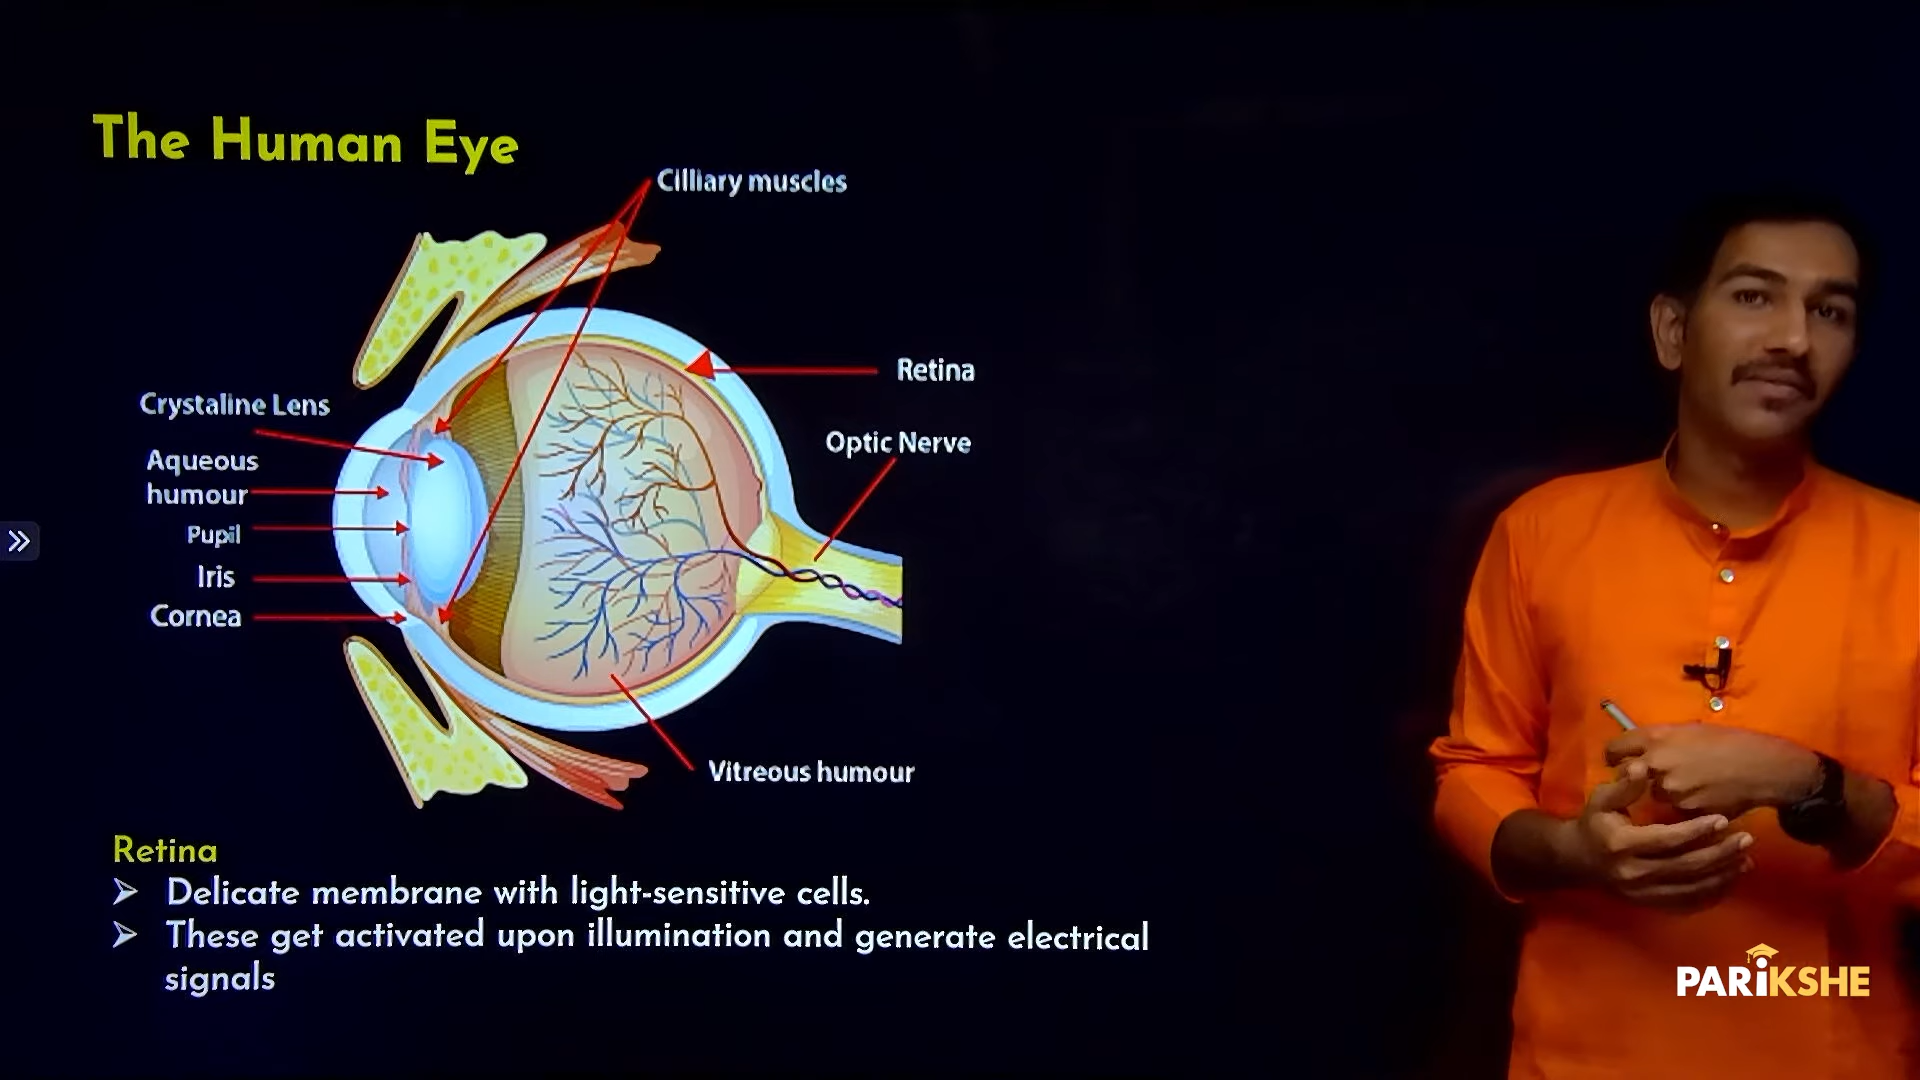 The Human Eye
Cilliary muscles
Retina
Crystaline Lens
Optic Nerve
Aqueous
humour
Pupil
Iris
Cornea
Vitreous humour
Retina
➢ Delicate membrane with light-sensitive cells.
➢ These get activated upon illumination and generate electrical
signals
PARiKSHE